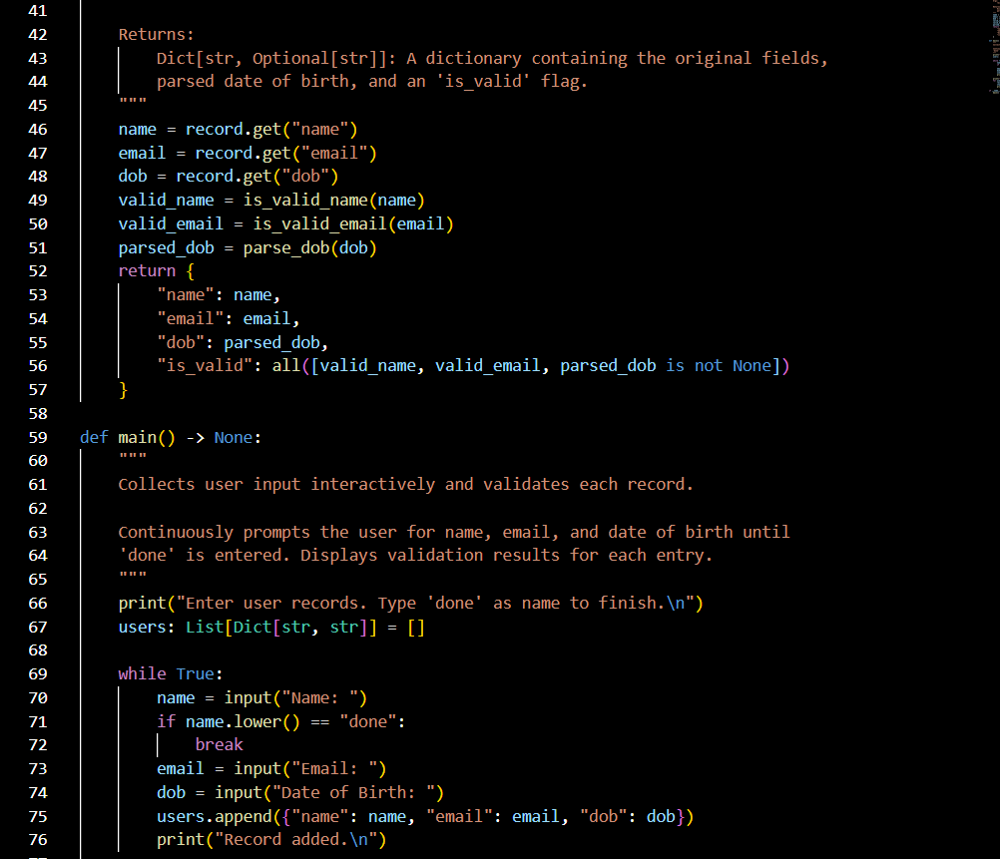 41
42 Returns:
43 Dict[str, Optional[str]]: A dictionary containing the original fields,
44 parsed date of birth, and an 'is_valid' flag.
45 """
46 name = record.get("name")
47 email = record.get("email")
48 dob = record.get("dob")
49 valid_name = is_valid_name(name)
50 valid_email = is_valid_email(email)
51 parsed_dob = parse_dob(dob)
52 return {
53 "name": name,
54 "email": email,
55 "dob": parsed_dob,
56 "is_valid": all([valid_name, valid_email, parsed_dob is not None])
57 }
58
59 def main() -> None:
60 """
61 Collects user input interactively and validates each record.
62
63 Continuously prompts the user for name, email, and date of birth until
64 'done' is entered. Displays validation results for each entry.
65 """
66 print("Enter user records. Type 'done' as name to finish.\n")
67 users: List[Dict[str, str]] = []
68
69 while True:
70 name = input("Name: ")
71 if name.lower() == "done":
72 break
73 email = input("Email: ")
74 dob = input("Date of Birth: ")
75 users.append({"name": name, "email": email, "dob": dob})
76 print("Record added.\n")